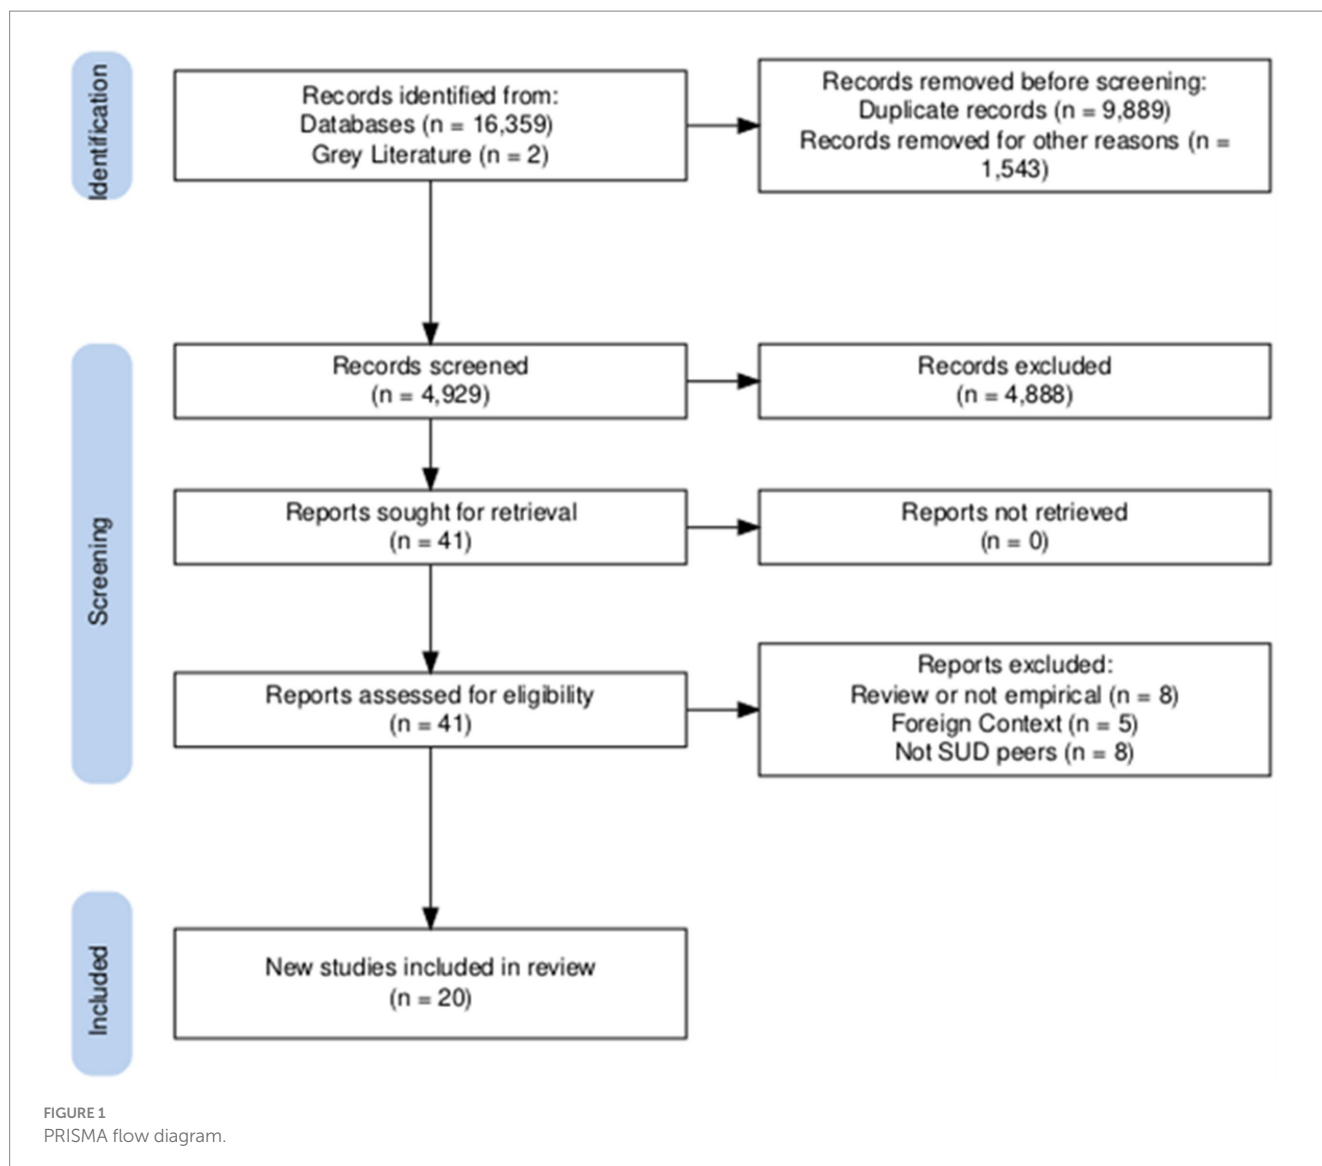 Identification
Records identified from:
Databases (n = 16,359)
Grey Literature (n = 2)
Records removed before screening:
Duplicate records (n = 9,889)
Records removed for other reasons (n =
1,543)
Screening
Records screened
(n = 4,929)
Records excluded
(n = 4,888)
Reports sought for retrieval
(n = 41)
Reports not retrieved
(n = 0)
Reports assessed for eligibility
(n = 41)
Reports excluded:
Review or not empirical (n = 8)
Foreign Context (n = 5)
Not SUD peers (n = 8)
Included
New studies included in review
(n = 20)
FIGURE 1
PRISMA flow diagram.